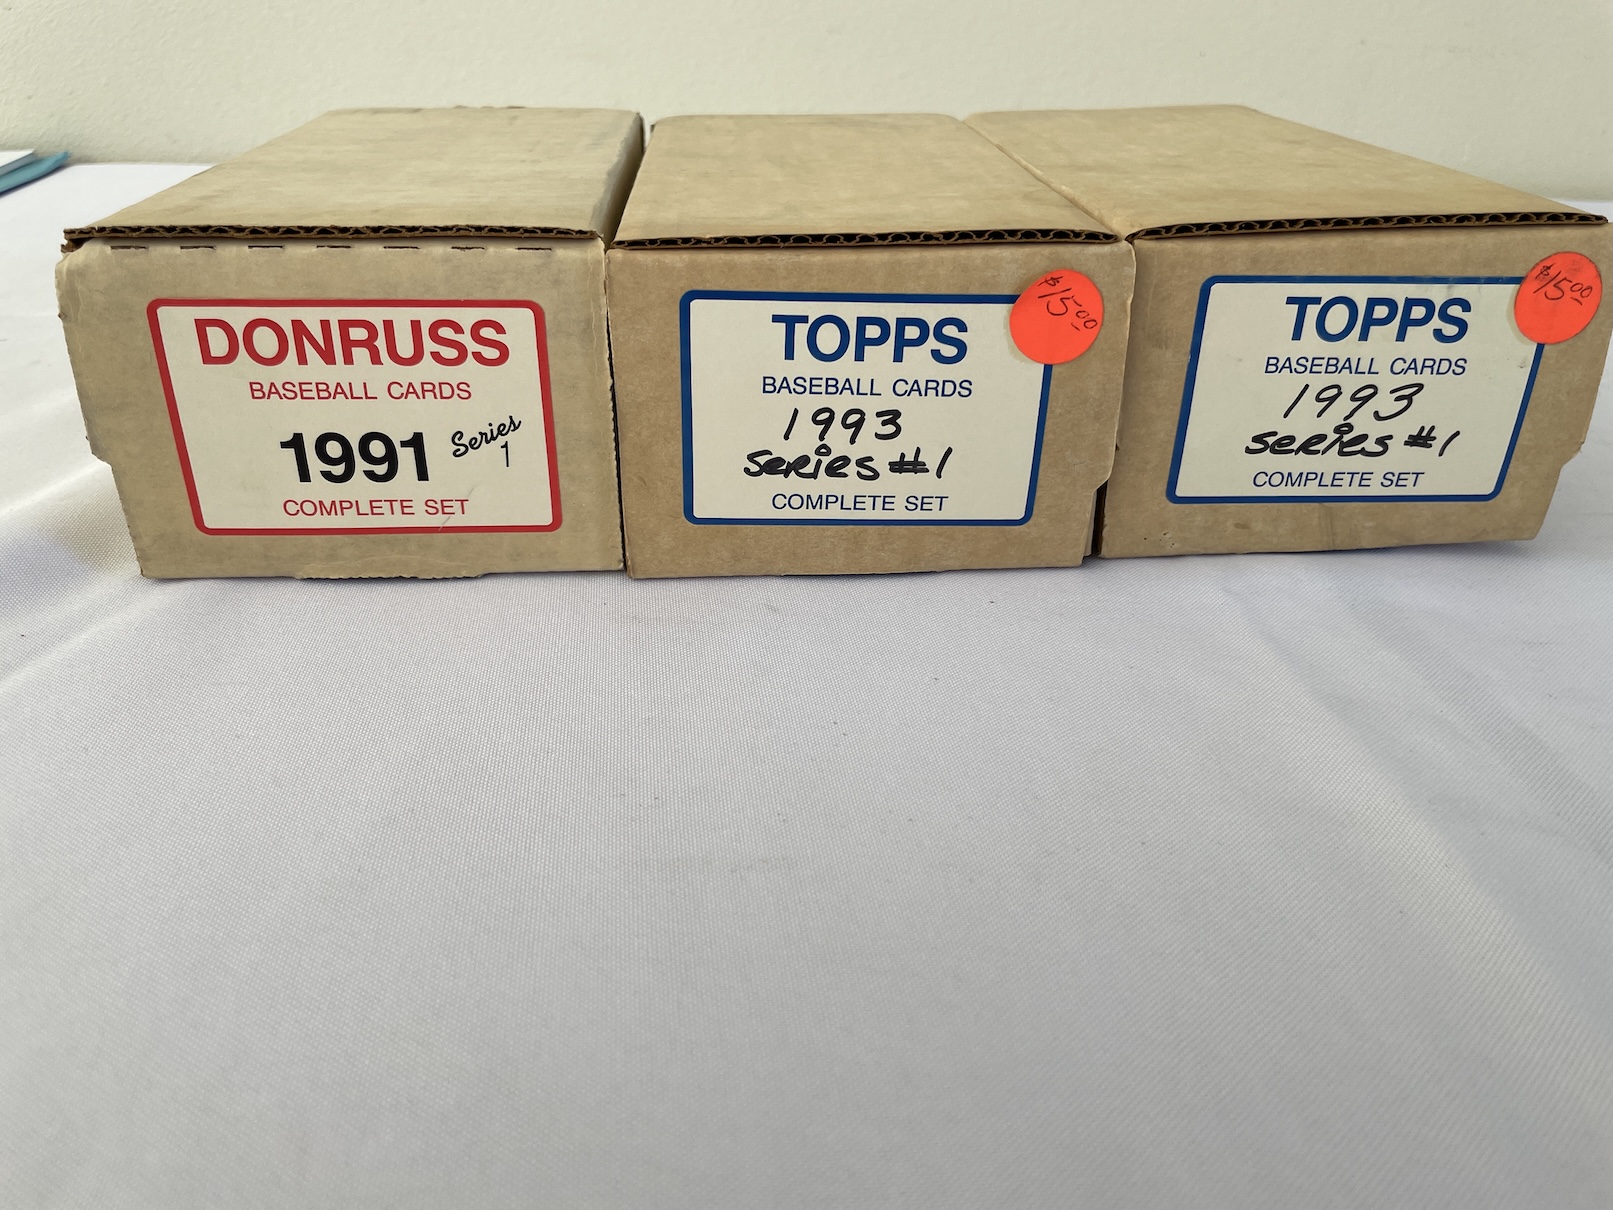 DONRUSS
BASEBALL CARDS
1991 Series 1
COMPLETE SET
TOPPS
BASEBALL CARDS
1993
SERiES #1
COMPLETE SET
$15.00
TOPPS
BASEBALL CARDS
1993
SERiES #1
COMPLETE SET
$15.00